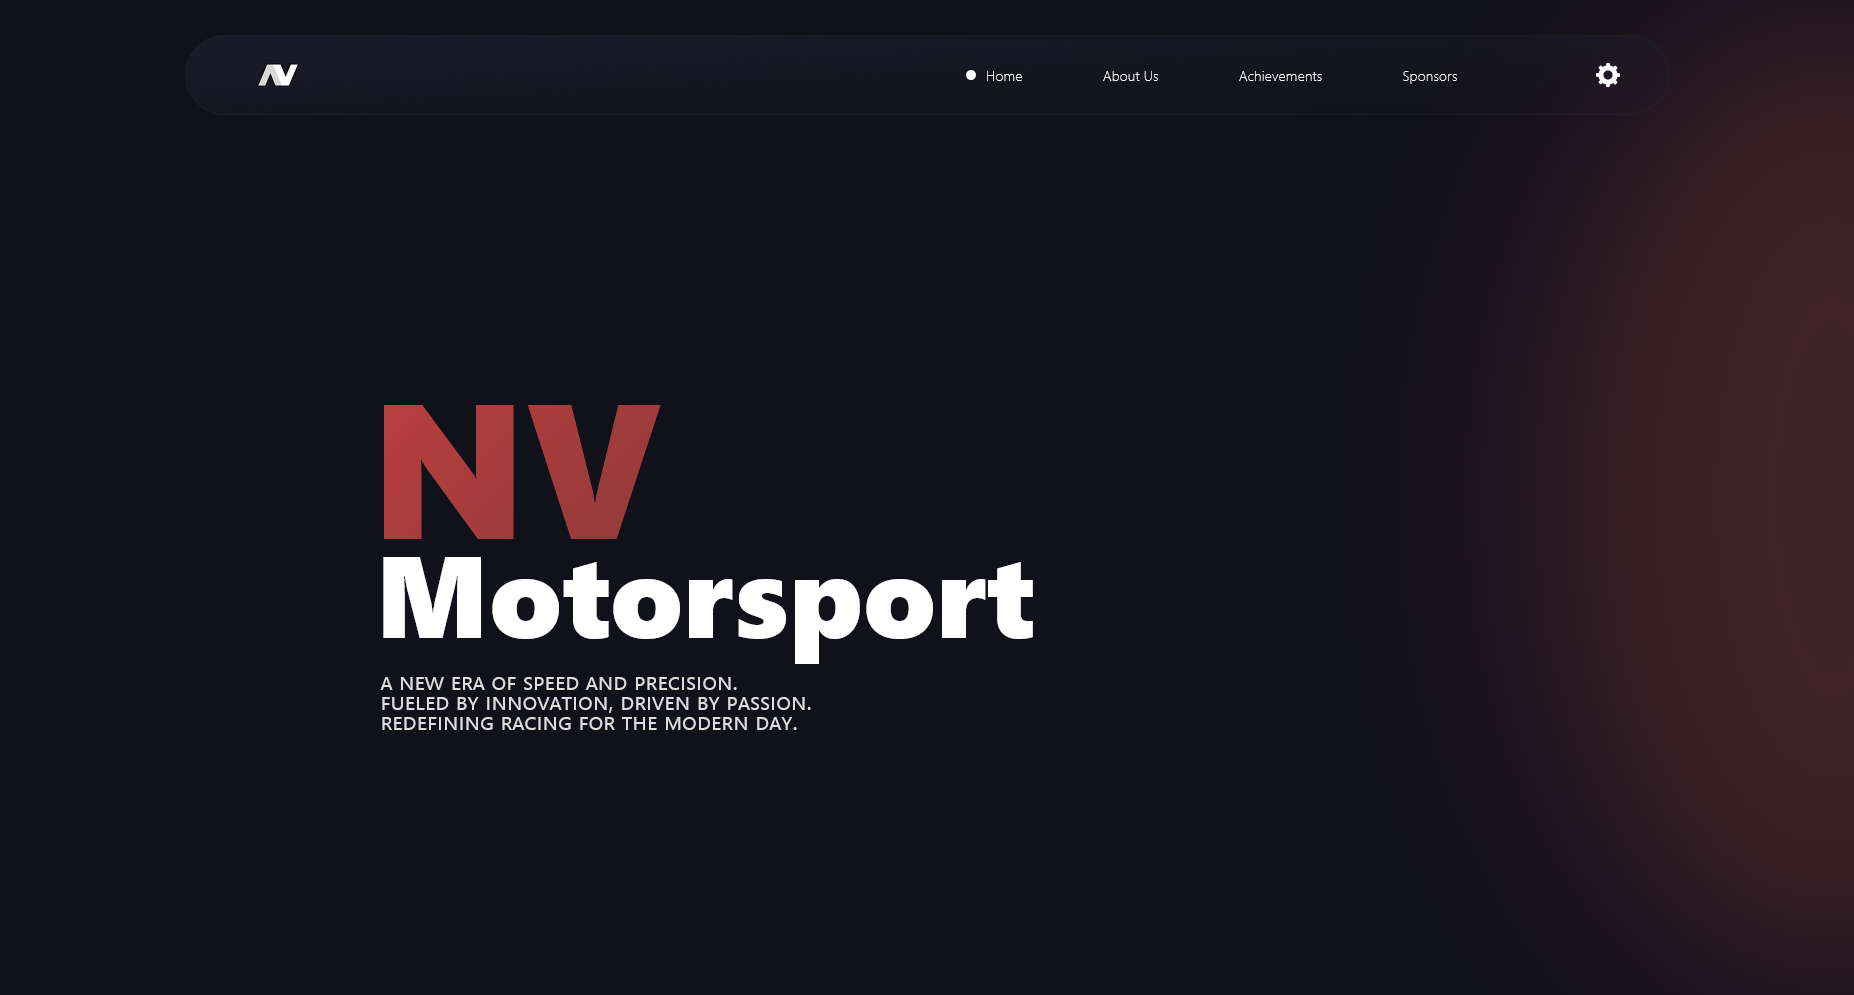 NV
Home
About Us
Achievements
Sponsors
NV
Motorsport
A NEW ERA OF SPEED AND PRECISION.
FUELED BY INNOVATION, DRIVEN BY PASSION.
REDEFINING RACING FOR THE MODERN DAY.